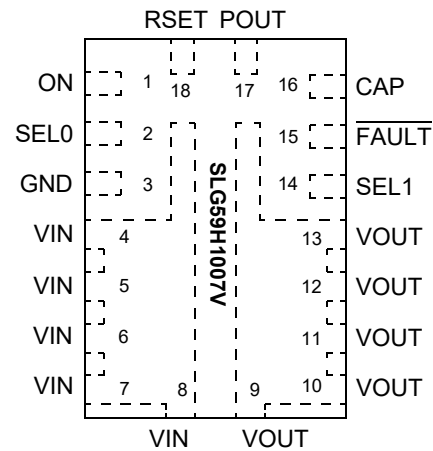 RSET POUT
ON 1 18 17 16 CAP
SEL0 2 15 FAULT
GND 3 14 SEL1
VIN 4 13 VOUT
VIN 5 12 VOUT
VIN 6 11 VOUT
VIN 7 8 9 10 VOUT
SLG59H1007V
VIN VOUT